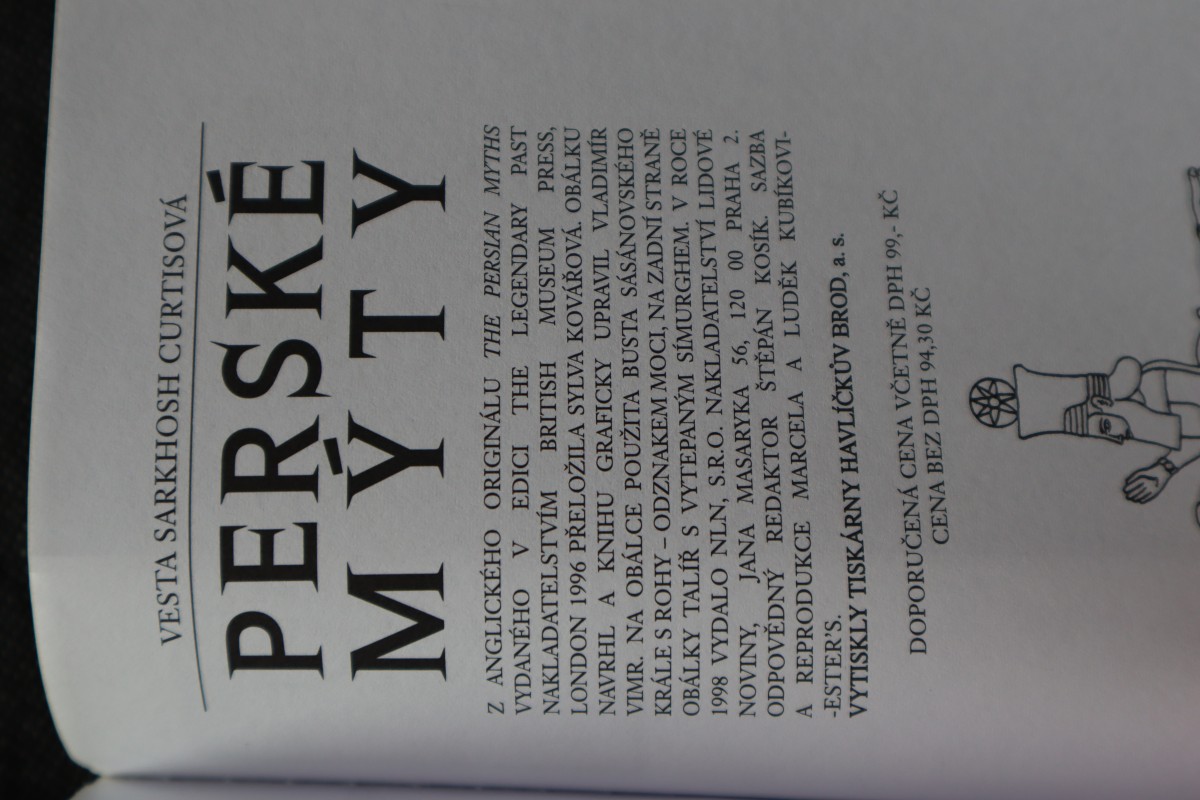 VESTA SARKHOSH CURTISOVÁ
PERSKÉ
MÝTY
Z ANGLICKÉHO ORIGINÁLU THE PERSIAN MYTHS
VYDANÉHO V EDICI THE LEGENDARY PAST
NAKLADATELSTVÍM BRITISH MUSEUM PRESS,
LONDON 1996 PŘELOŽILA SYLVA KOVÁŘOVÁ. OBÁLKU
NAVRHL A KNIHU GRAFICKY UPRAVIL VLADIMÍR
VIMR. NA OBÁLCE POUŽITA BUSTA SÁSÁNOVSKÉHO
KRÁLE S ROHY – ODZNAKEM MOCI, NA ZADNÍ STRANĚ
OBÁLKY TALÍŘ S VYTEPANÝM SÍMURGHEM. V ROCE
1998 VYDALO NLN, S.R.O. NAKLADATELSTVÍ LIDOVÉ
NOVINY, JANA MASARYKA 56, 120 00 PRAHA 2.
ODPOVĚDNÝ REDAKTOR ŠTĚPÁN KOSÍK. SAZBA
A REPRODUKCE MARCELA A LUDĚK KUBÍKOVI-
-ESTER'S.
VYTISKLY TISKÁRNY HAVLÍČKŮV BROD, a. s.
DOPORUČENÁ CENA VČETNĚ DPH 99,- KČ
CENA BEZ DPH 94,30 KČ